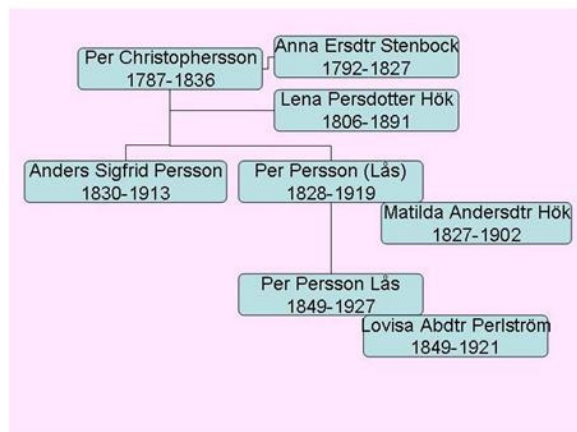 Per Christophersson
1787-1836
Anna Ersdtr Stenbock
1792-1827
Lena Persdotter Hök
1806-1891
Anders Sigfrid Persson
1830-1913
Per Persson (Lås)
1828-1919
Matilda Andersdtr Hök
1827-1902
Per Persson Lås
1849-1927
Lovisa Abdtr Perlström
1849-1921